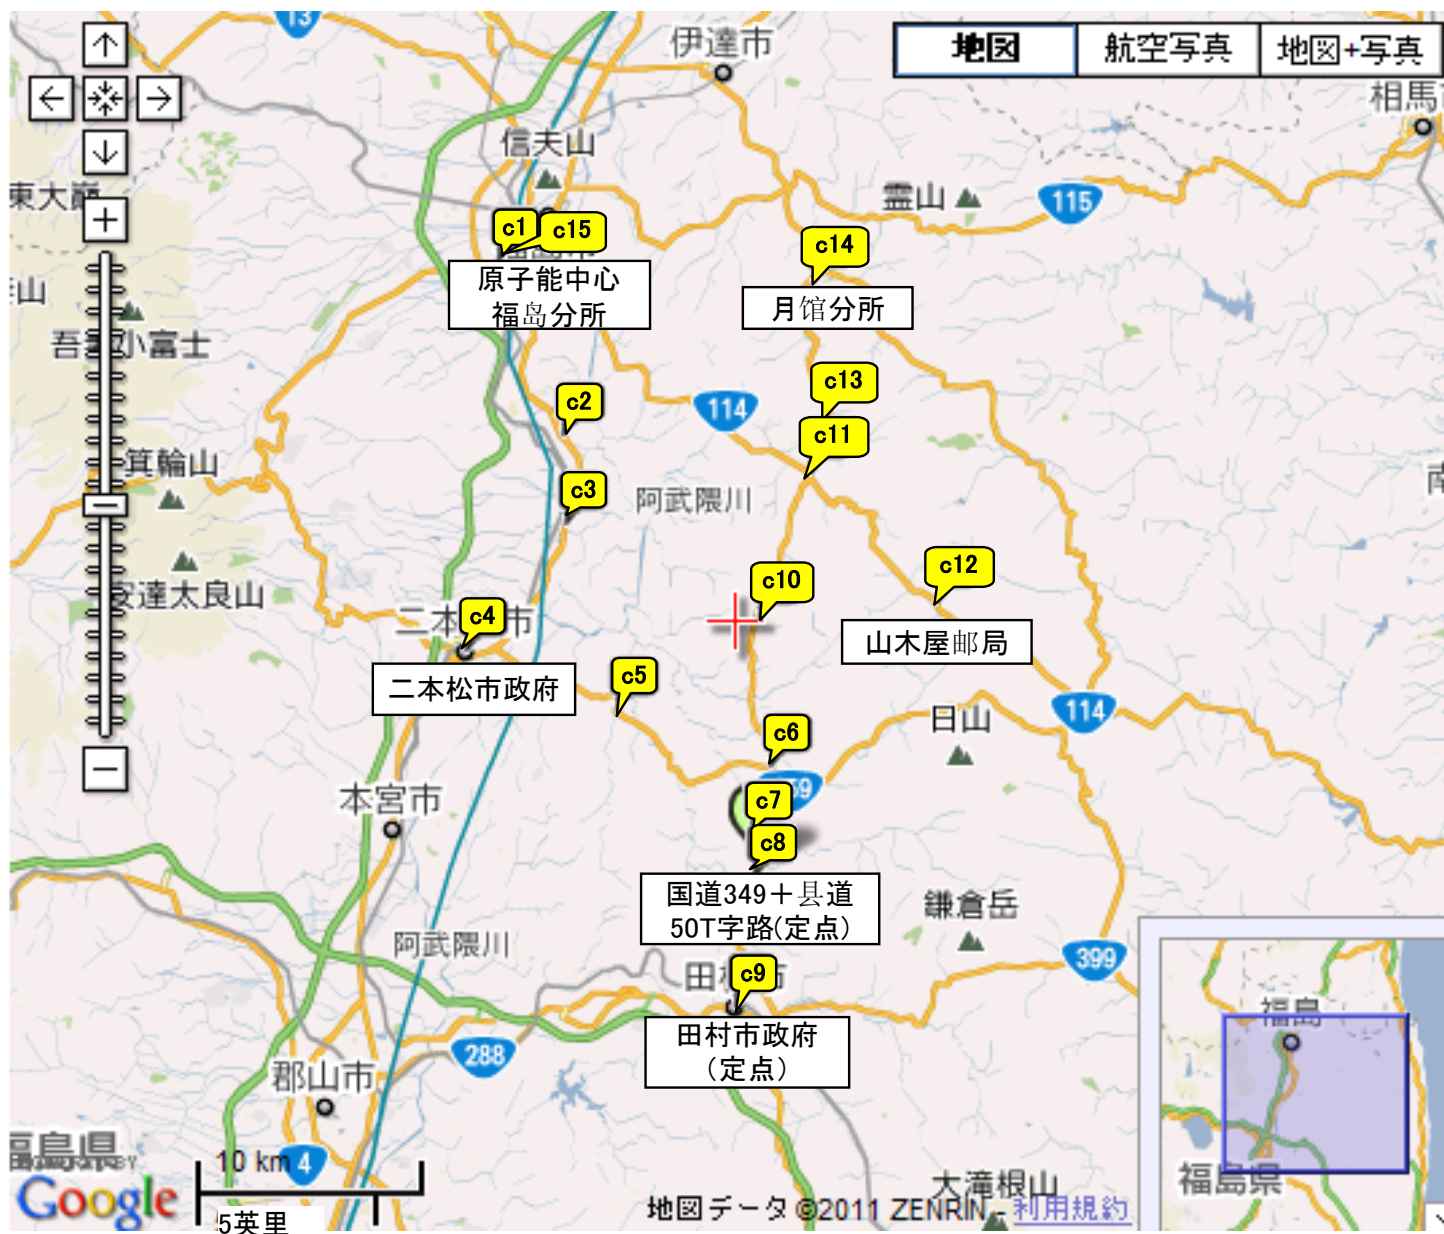 13
伊達市
地図
航空写真
地図+写真
相馬
信夫山
東大巓
霊山
115
c1
c15
c14
原子能中心
福岛分所
月馆分所
山
小富士
c13
c2
114
c11
箕輪山
c3
阿武隈川
南
c12
c10
安達太良山
二本
市
c4
山木屋邮局
c5
二本松市政府
114
日山
c6
59
本宮市
c7
c8
国道349+县道
50T字路(定点)
鎌倉岳
阿武隈川
399
田村市
c9
福島
田村市政府
(定点)
288
郡山市
福島県
10 km
4
福島県
大滝根山
Google
5英里
地図データ ©2011 ZENRIN - 利用規約